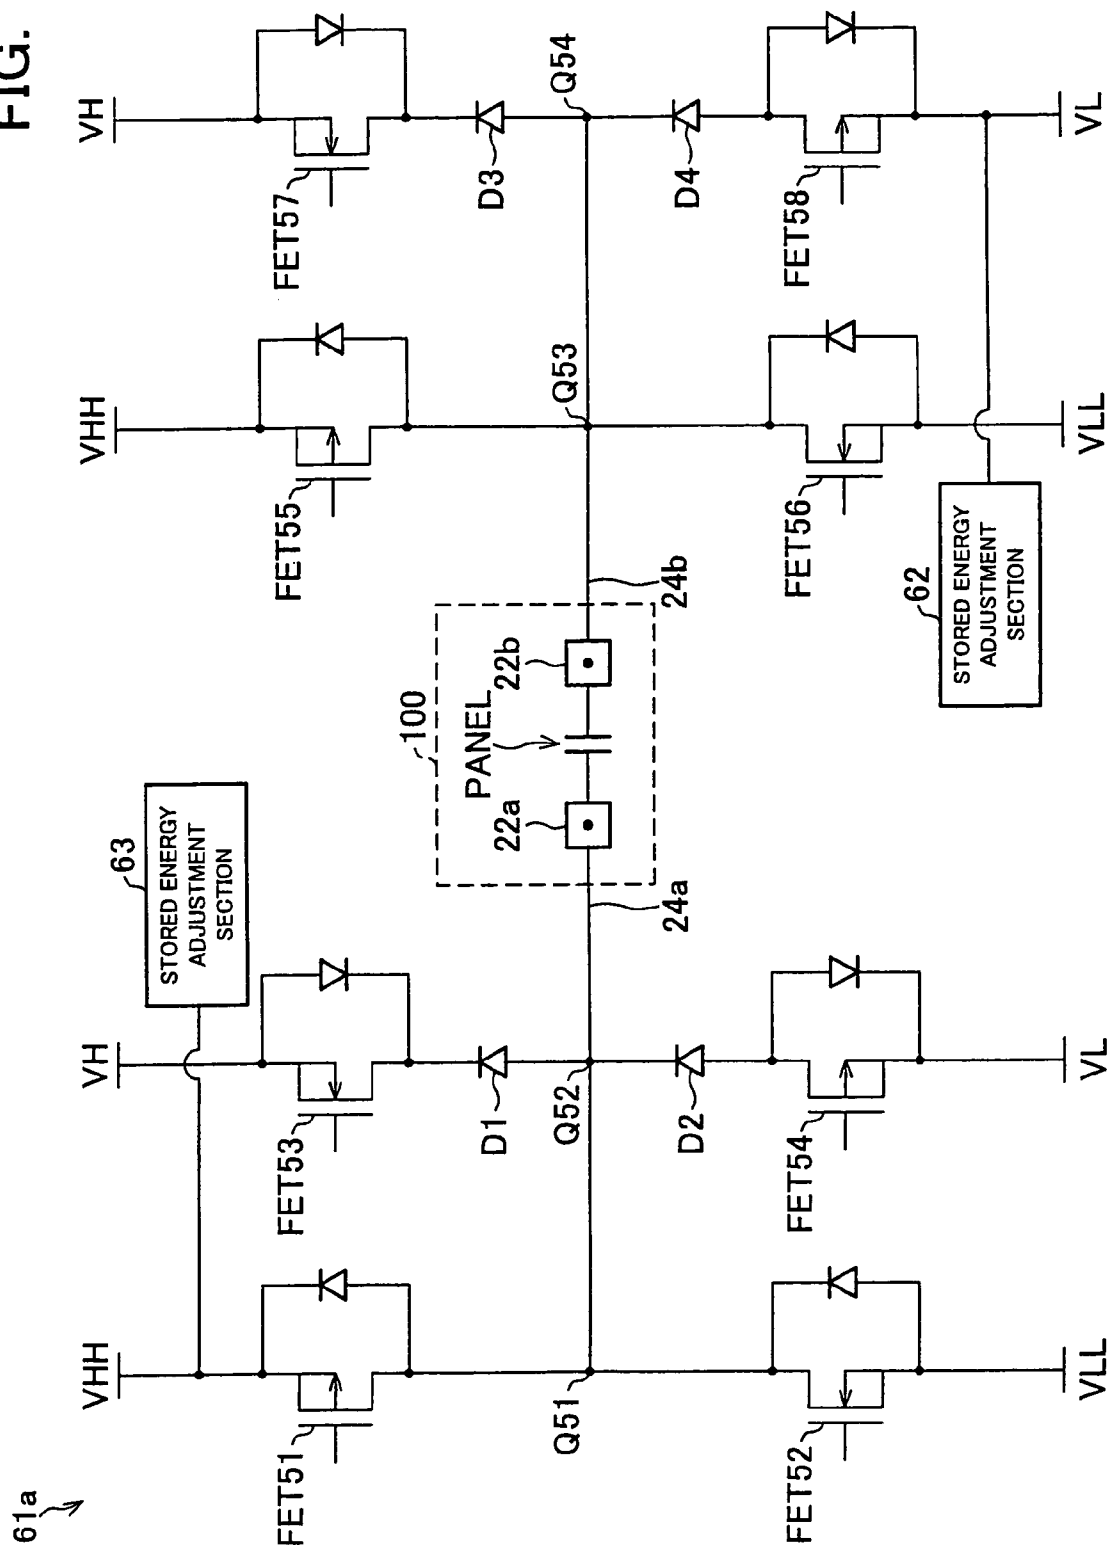 FIG.
61a
VHH
VH
VHH
VH
63
STORED ENERGY
ADJUSTMENT
SECTION
FET51
FET53
FET55
FET57
D1
D3
100
PANEL
22a
22b
Q51
Q52
24a
24b
Q53
Q54
D2
D4
62
STORED ENERGY
ADJUSTMENT
SECTION
FET52
FET54
FET56
FET58
VLL
VL
VLL
VL